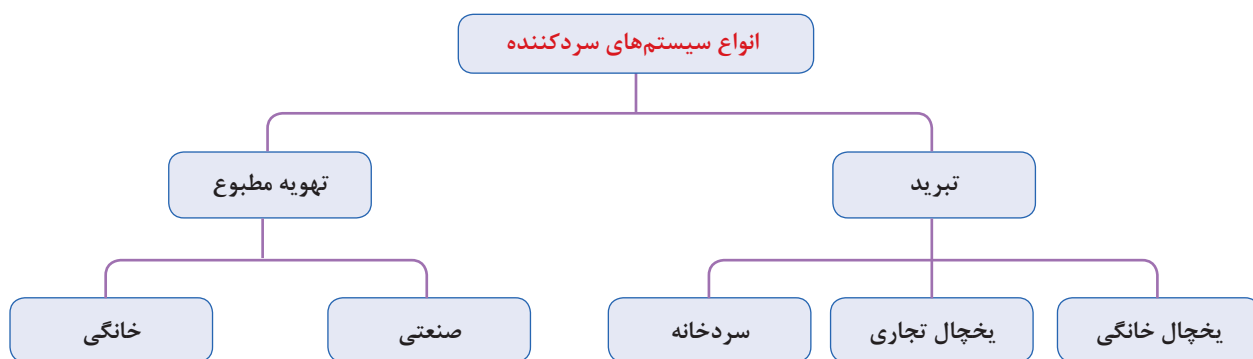 انواع سیستم‌های سردکننده
تبرید
تهویه مطبوع
یخچال خانگی
یخچال تجاری
سردخانه
صنعتی
خانگی